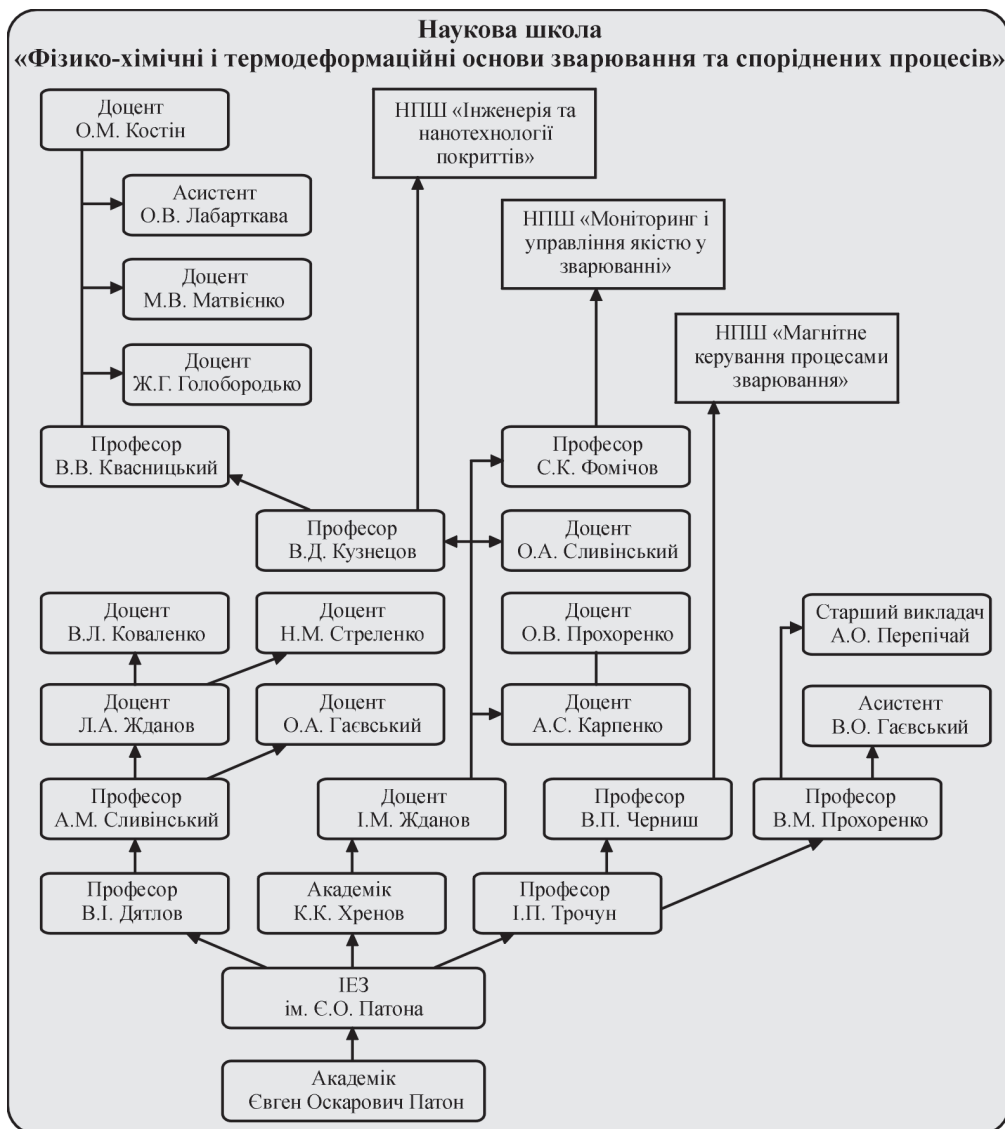 Наукова школа
«Фізико-хімічні і термодеформаційні основи зварювання та споріднених процесів»
Доцент
О.М. Костін
НПШ «Інженерія та
нанотехнології
покриттів»
Асистент
О.В. Лабарткава
НПШ «Моніторинг і
управління якістю у
зварюванні»
Доцент
М.В. Матвієнко
НПШ «Магнітне
керування процесами
зварювання»
Доцент
Ж.Г. Голобородько
Професор
В.В. Квасницький
Професор
С.К. Фомічов
Професор
В.Д. Кузнецов
Доцент
О.А. Сливінський
Доцент
В.Л. Коваленко
Доцент
Н.М. Стреленко
Доцент
О.В. Прохоренко
Старший викладач
А.О. Перепічай
Доцент
Л.А. Жданов
Доцент
О.А. Гаєвський
Доцент
А.С. Карпенко
Асистент
В.О. Гаєвський
Професор
А.М. Сливінський
Доцент
І.М. Жданов
Професор
В.П. Черниш
Професор
В.М. Прохоренко
Професор
В.І. Дятлов
Академік
К.К. Хренов
Професор
І.П. Трочун
ІЕЗ
ім. Є.О. Патона
Академік
Євген Оскарович Патон